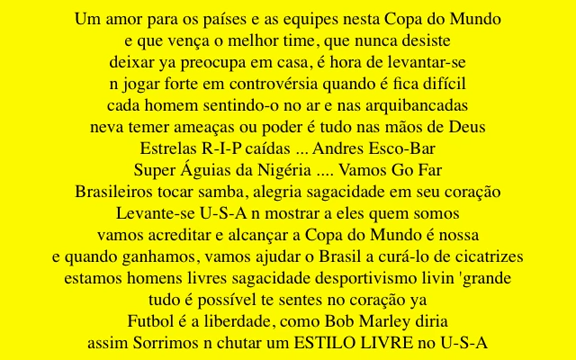 Um amor para os países e as equipes nesta Copa do Mundo
e que vença o melhor time, que nunca desiste
deixar ya preocupa em casa, é hora de levantar-se
n jogar forte em controvérsia quando é fica difícil
cada homem sentindo-o no ar e nas arquibancadas
neva temer ameaças ou poder é tudo nas mãos de Deus
Estrelas R-I-P caídas ... Andres Esco-Bar
Super Águias da Nigéria .... Vamos Go Far
Brasileiros tocar samba, alegria sagacidade em seu coração
Levante-se U-S-A n mostrar a eles quem somos
vamos acreditar e alcançar a Copa do Mundo é nossa
e quando ganhamos, vamos ajudar o Brasil a curá-lo de cicatrizes
estamos homens livres sagacidade desportivismo livin 'grande
tudo é possível te sentes no coração ya
Futbol é a liberdade, como Bob Marley diria
assim Sorrimos n chutar um ESTILO LIVRE no U-S-A